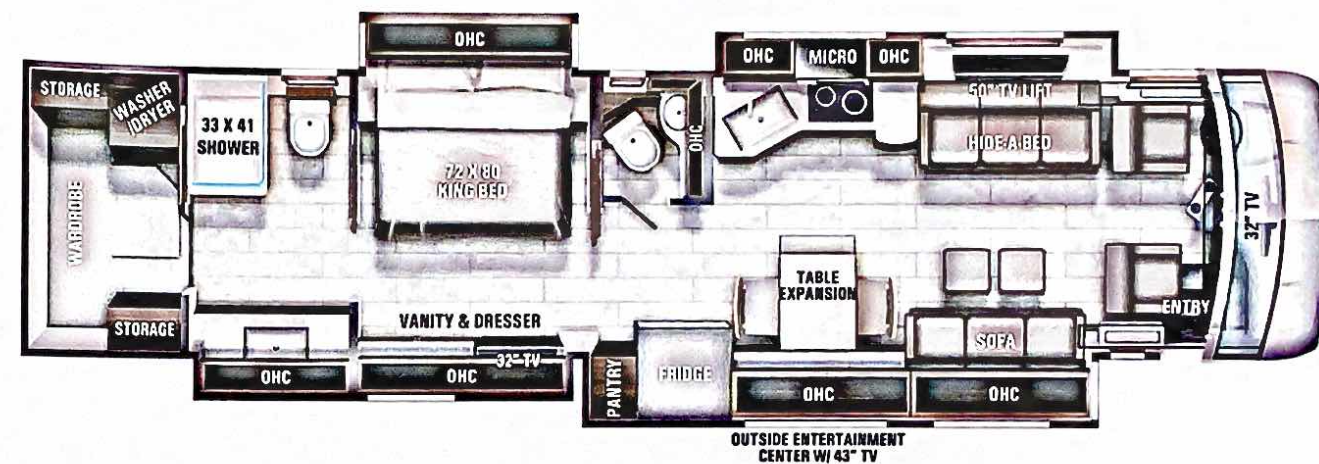 OHC
OHC
MICRO
OHC
STORAGE
WASHER
/DRYER
33 X 41
SHOWER
72 X 80
KING BED
OHC
50" TV LIFT
HIDE-A-BED
WARDROBE
32" TV
TABLE
EXPANSION
ENTRY
STORAGE
VANITY & DRESSER
32" TV
SOFA
OHC
OHC
PANTRY
FRIDGE
OHC
OHC
OUTSIDE ENTERTAINMENT
CENTER W/ 43" TV